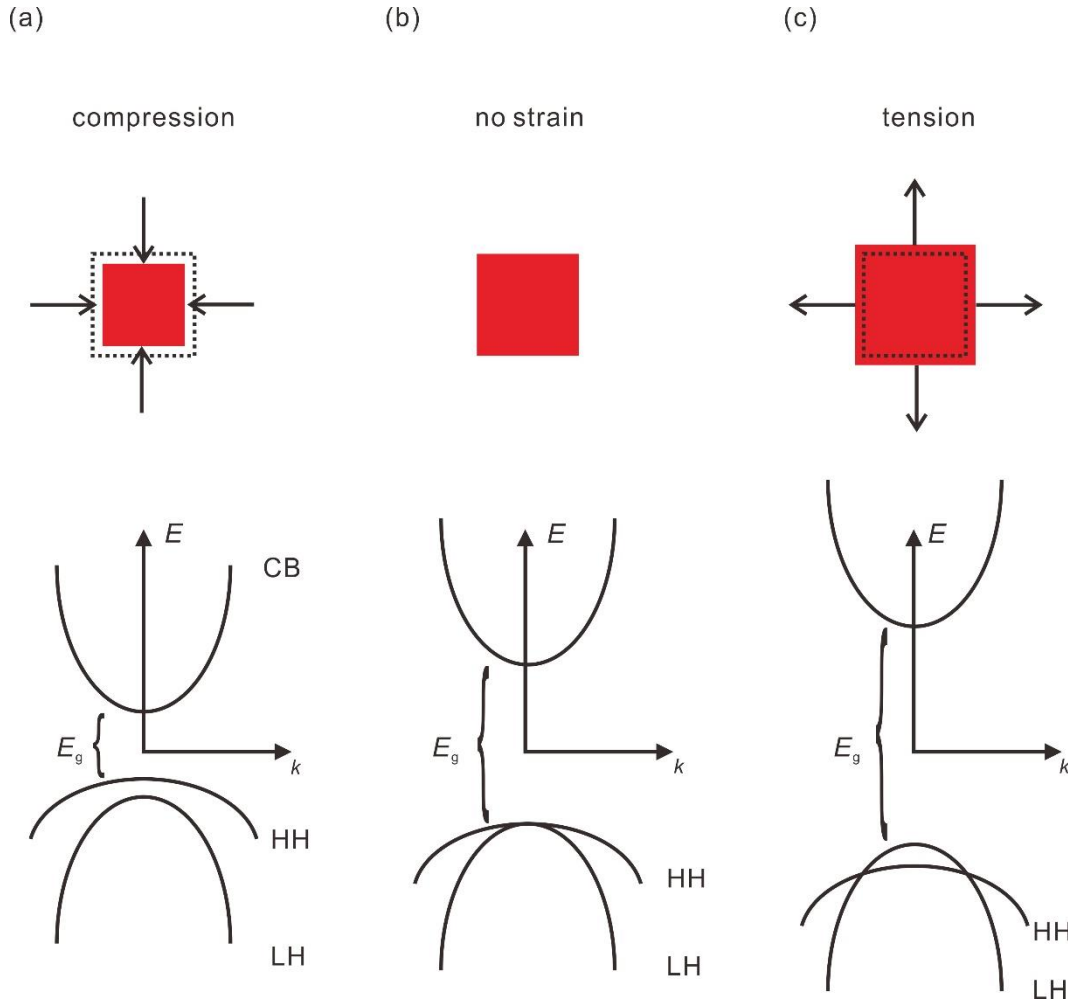 (a)
(b)
(c)
compression
no strain
tension
E
CB
Eg
k
HH
LH
E
Eg
k
HH
LH
E
Eg
k
HH
LH